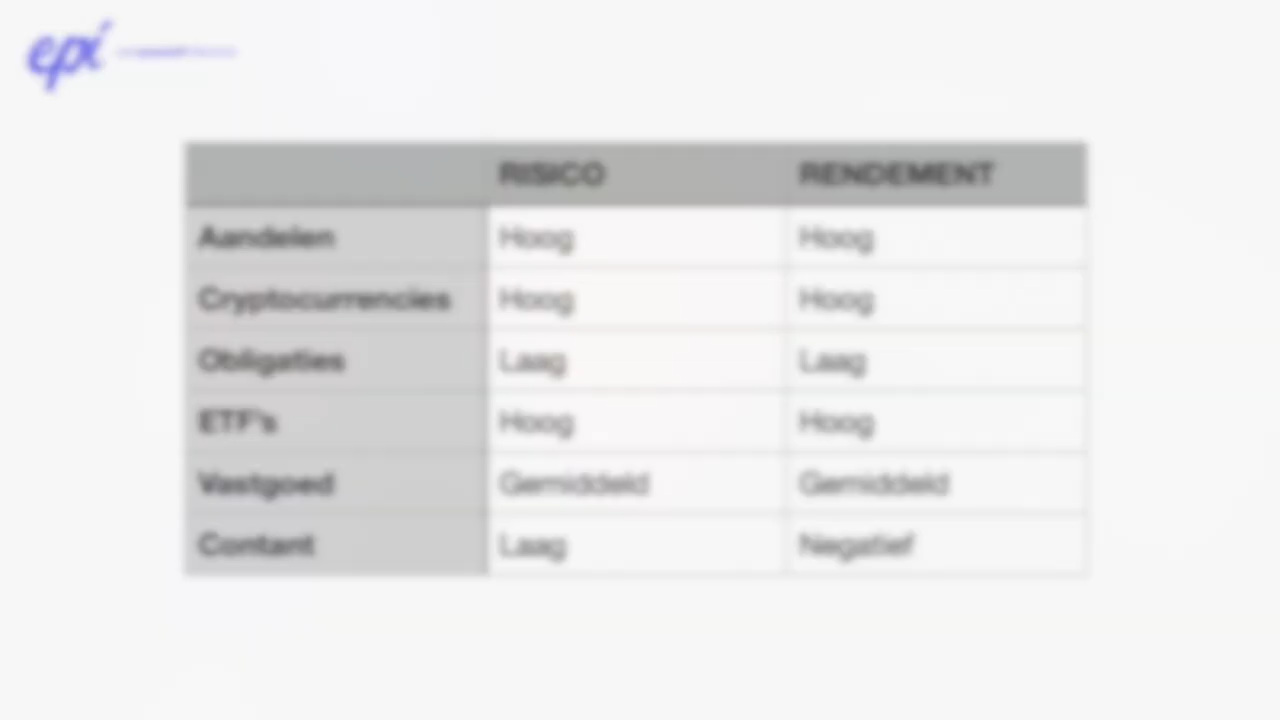 epi
RISICO RENDEMENT
Aandelen Hoog Hoog
Cryptocurrencies Hoog Hoog
Obligaties Laag Laag
ETF's Hoog Hoog
Vastgoed Gemiddeld Gemiddeld
Contant Laag Negatief